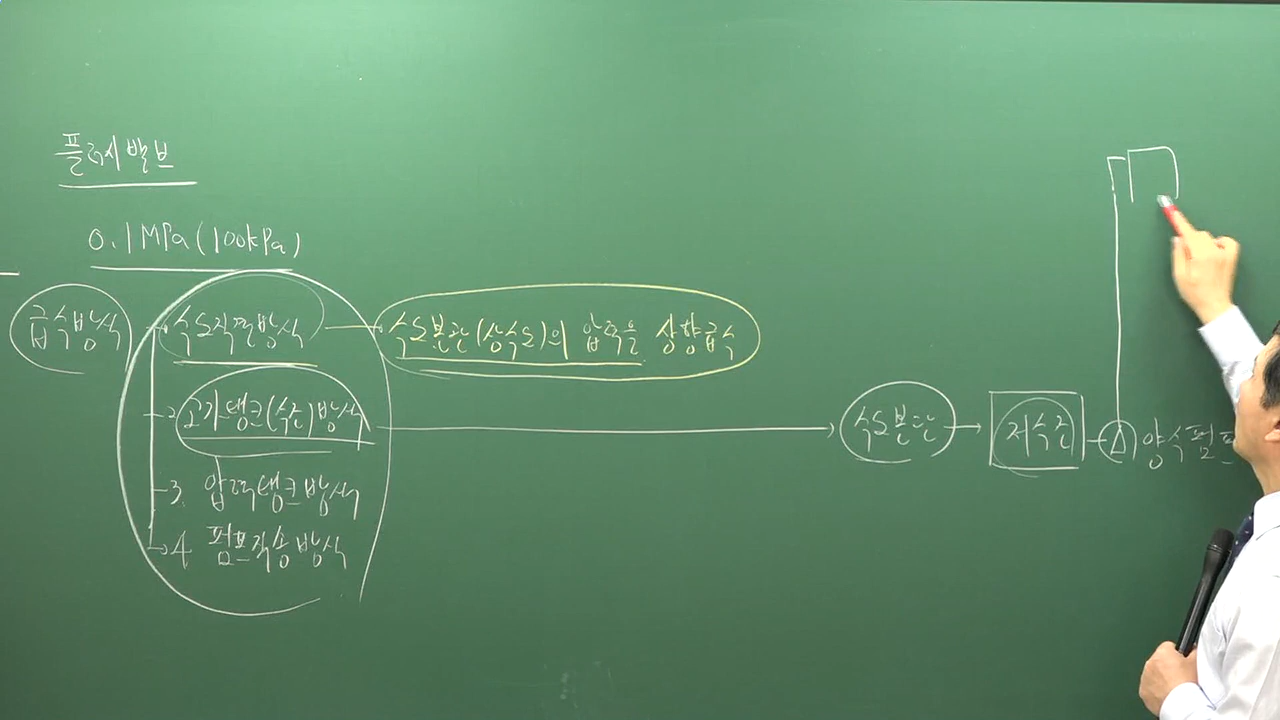 플러시밸브
0.1MPa(100kPa)
급수방식
수도직결방식
수도본관(상수도)의 압력을 상향급수
2 고가탱크(수조)방식
수도본관
저수조
양수펌프
3. 압력탱크방식
4 펌프직송방식